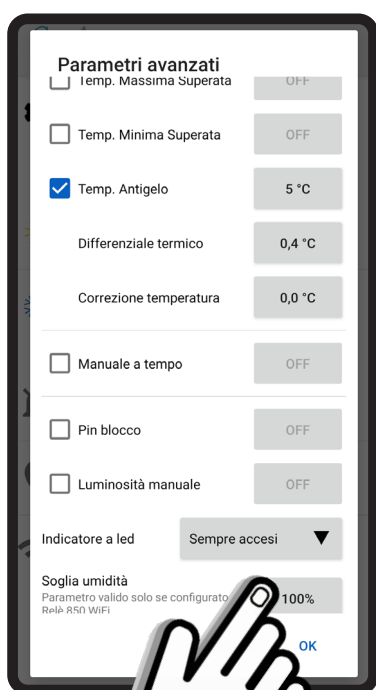 Parametri avanzati
Temp. Massima Superata OFF
Temp. Minima Superata OFF
Temp. Antigelo 5 °C
Differenziale termico 0,4 °C
Correzione temperatura 0,0 °C
Manuale a tempo OFF
Pin blocco OFF
Luminosità manuale OFF
Indicatore a led Sempre accesi
Soglia umidità
Parametro valido solo se configurato 100%
Relè 850 WiFi
OK